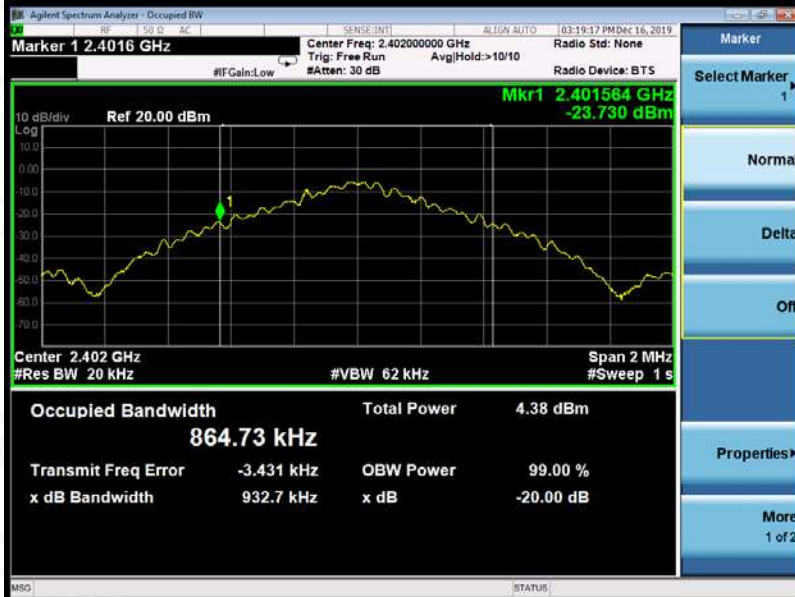 Agilent Spectrum Analyzer - Occupied BW
RF 50 Ω AC SENSE:INT ALIGN AUTO 03:19:17 PM Dec 16, 2019
Marker 1 2.4016 GHz
Center Freq: 2.402000000 GHz
Radio Std: None
Trig: Free Run Avg|Hold:>10/10
#IFGain:Low #Atten: 30 dB Radio Device: BTS
Mkr1 2.401564 GHz
-23.730 dBm
10 dB/div Ref 20.00 dBm
Log
10.0
0.00
-10.0
-20.0
-30.0
-40.0
-50.0
-60.0
-70.0
1
Center 2.402 GHz Span 2 MHz
#Res BW 20 kHz #VBW 62 kHz #Sweep 1 s
Occupied Bandwidth Total Power 4.38 dBm
864.73 kHz
Transmit Freq Error -3.431 kHz OBW Power 99.00 %
x dB Bandwidth 932.7 kHz x dB -20.00 dB
MSG STATUS
Marker
Select Marker
1
Norma
Delta
Off
Properties
More
1 of 2